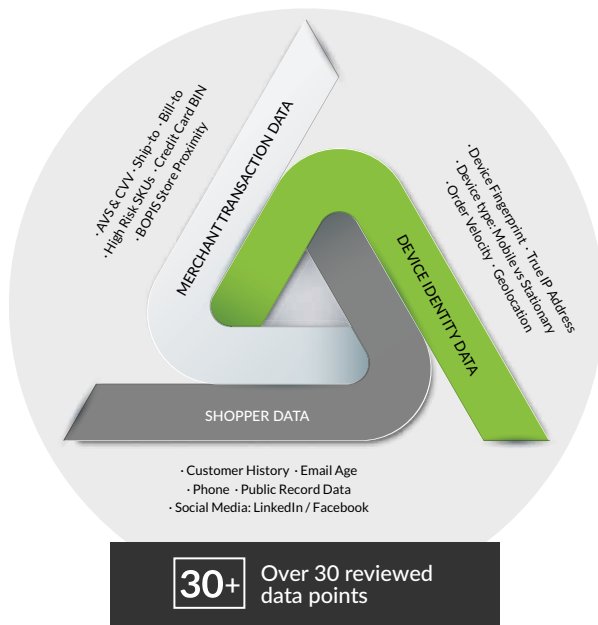 · AVS & CVV · Ship-to · Bill-to
· High Risk SKUs · Credit Card BIN
· BOPIS Store Proximity
MERCHANT TRANSACTION DATA
· Device Fingerprint · True IP Address
· Device type: Mobile vs Stationary
· Order Velocity · Geolocation
DEVICE IDENTITY DATA
SHOPPER DATA
· Customer History · Email Age
· Phone · Public Record Data
· Social Media: LinkedIn / Facebook
30+
Over 30 reviewed
data points